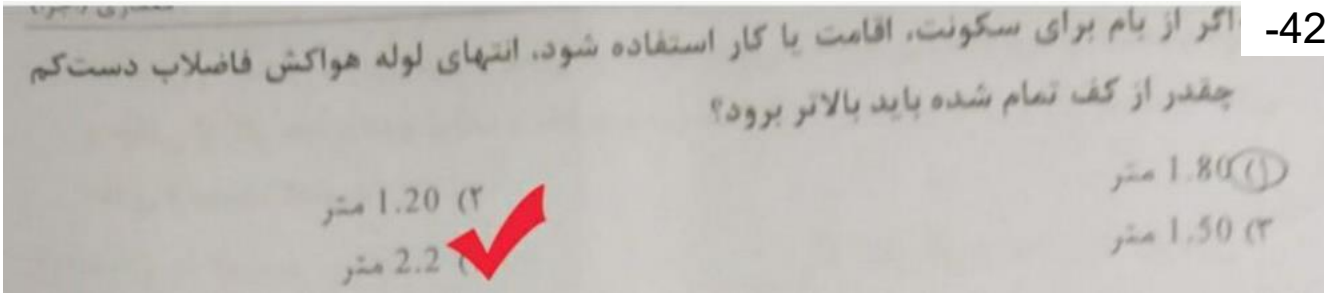 -42
اگر از بام برای سکونت، اقامت یا کار استفاده شود، انتهای لوله هواکش فاضلاب دست‌کم
چقدر از کف تمام شده باید بالاتر برود؟
۱) 1.80 متر
۲) 1.20 متر
۳) 1.50 متر
2.2 متر